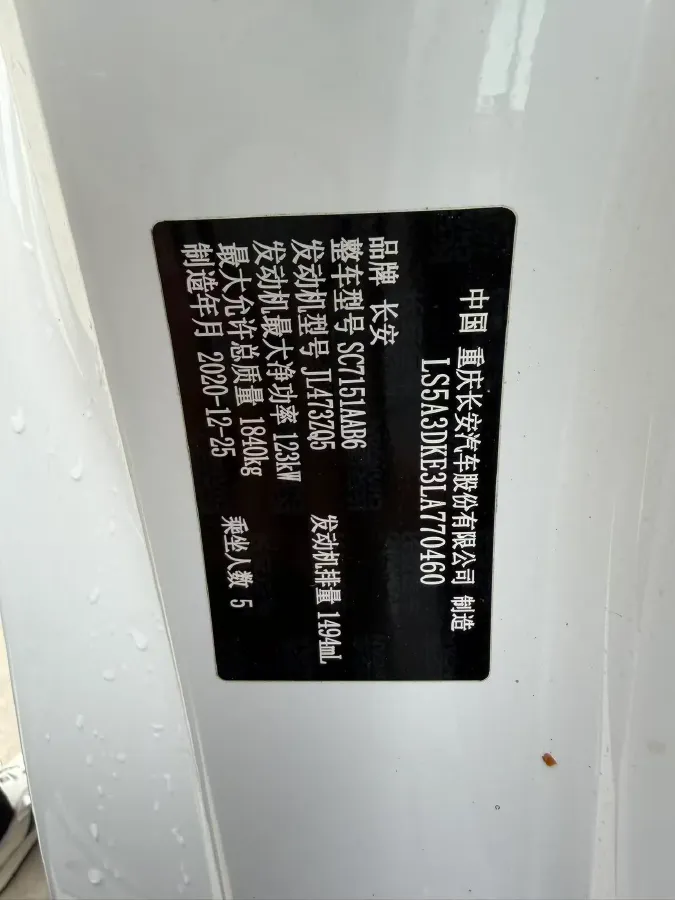 中国 重庆长安汽车股份有限公司 制造
LS5A3DKE3LA770460
品牌 长安
整车型号 SC7151AAB6
发动机型号 JL473ZQ5 发动机排量 1494mL
发动机最大净功率 123kW
最大允许总质量 1840kg 乘坐人数 5
制造年月 2020-12-25